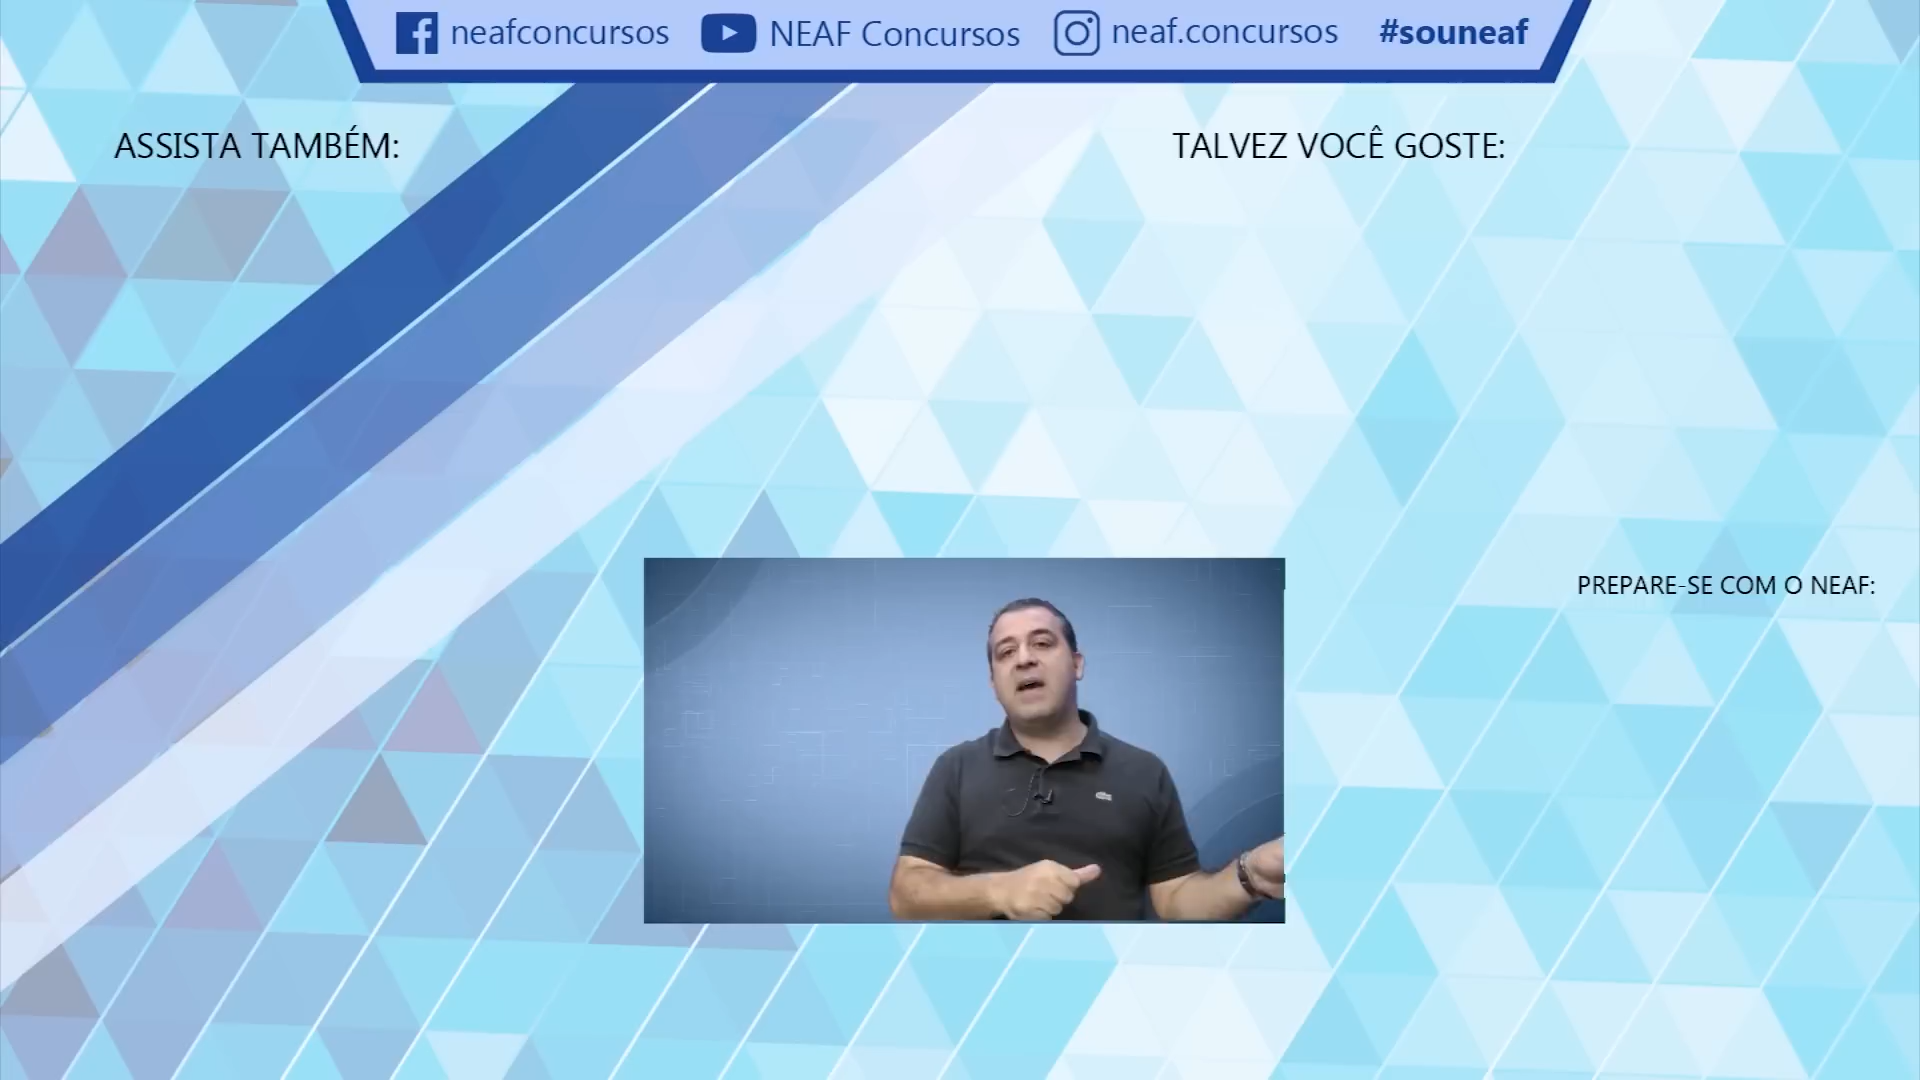 neafconcursos NEAF Concursos neaf.concursos #souneaf
ASSISTA TAMBÉM:
TALVEZ VOCÊ GOSTE:
PREPARE-SE COM O NEAF: